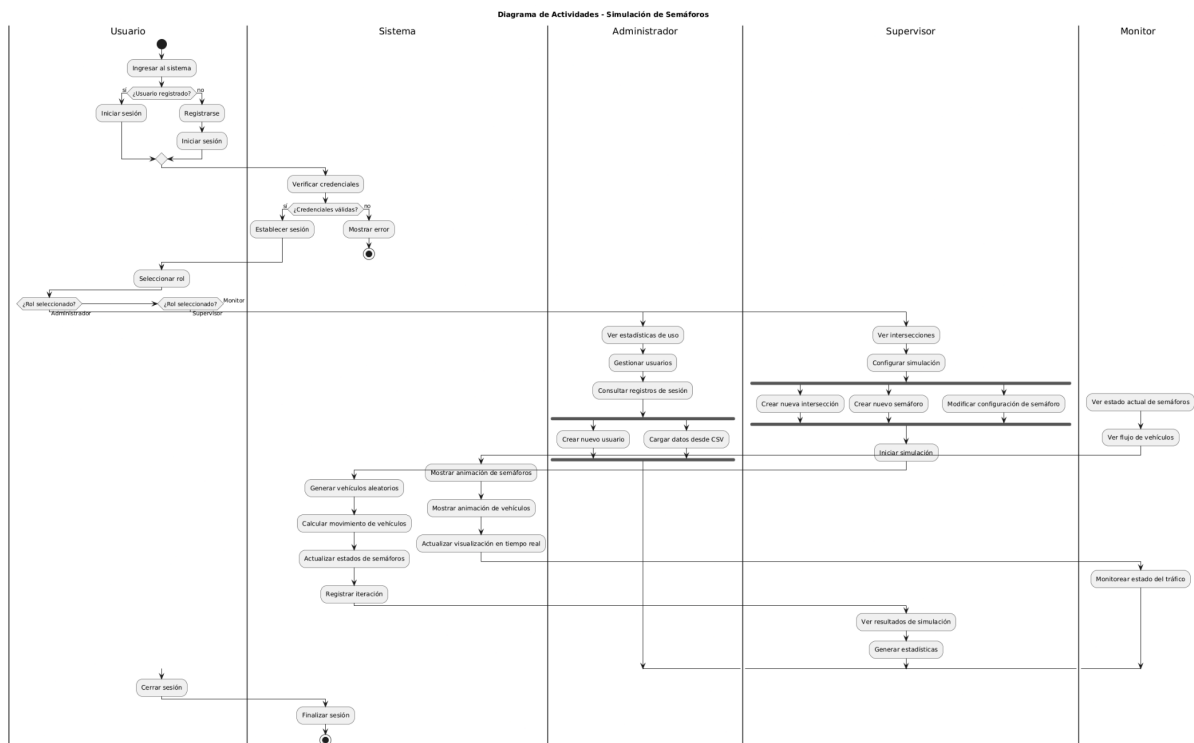 Diagrama de Actividades - Simulación de Semáforos
Usuario
Sistema
Administrador
Supervisor
Monitor
Ingresar al sistema
¿Usuario registrado?
sí
no
Iniciar sesión
Registrarse
Iniciar sesión
Verificar credenciales
¿Credenciales válidas?
sí
no
Establecer sesión
Mostrar error
Seleccionar rol
¿Rol seleccionado?
Administrador
¿Rol seleccionado?
Supervisor
Monitor
Ver estadísticas de uso
Gestionar usuarios
Consultar registros de sesión
Crear nuevo usuario
Cargar datos desde CSV
Ver intersecciones
Configurar simulación
Crear nueva intersección
Crear nuevo semáforo
Modificar configuración de semáforo
Iniciar simulación
Ver estado actual de semáforos
Ver flujo de vehículos
Generar vehículos aleatorios
Calcular movimiento de vehículos
Actualizar estados de semáforos
Registrar iteración
Mostrar animación de semáforos
Mostrar animación de vehículos
Actualizar visualización en tiempo real
Monitorear estado del tráfico
Ver resultados de simulación
Generar estadísticas
Cerrar sesión
Finalizar sesión